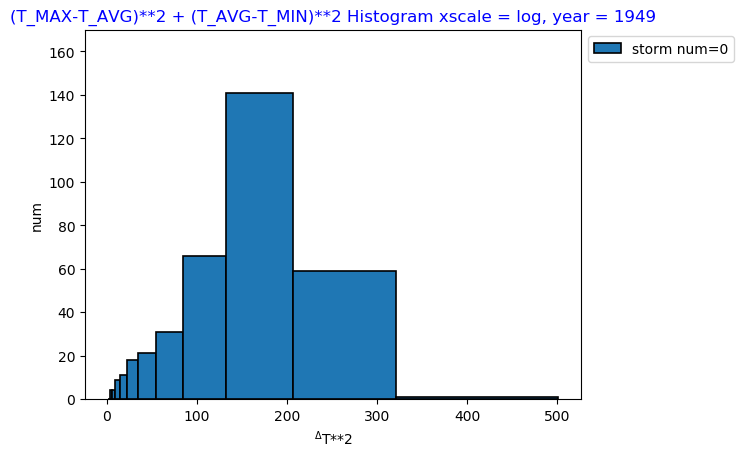 (T_MAX-T_AVG)**2 + (T_AVG-T_MIN)**2 Histogram xscale = log, year = 1949
storm num=0
160
140
120
100
80
60
40
20
0
num
0 100 200 300 400 500
ΔT**2